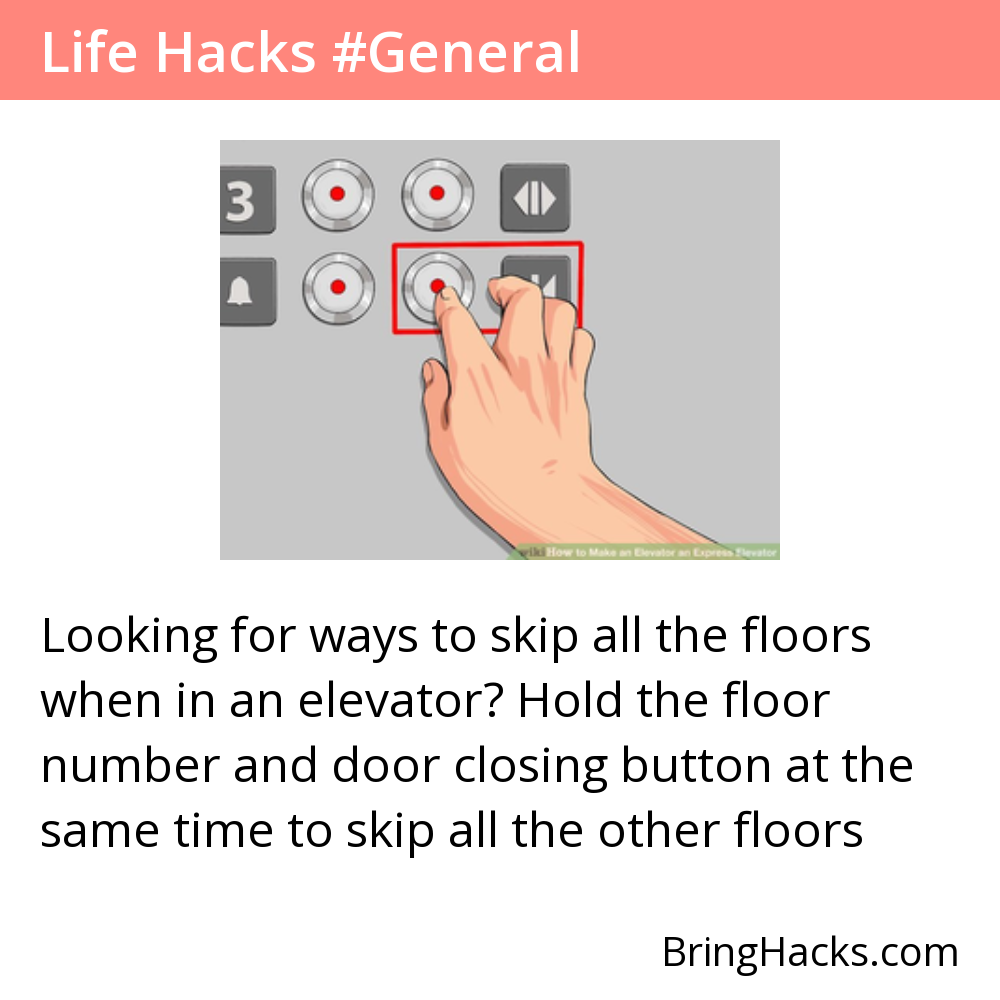 Life Hacks #General
3
wikiHow to Make an Elevator an Express Elevator
Looking for ways to skip all the floors
when in an elevator? Hold the floor
number and door closing button at the
same time to skip all the other floors
BringHacks.com